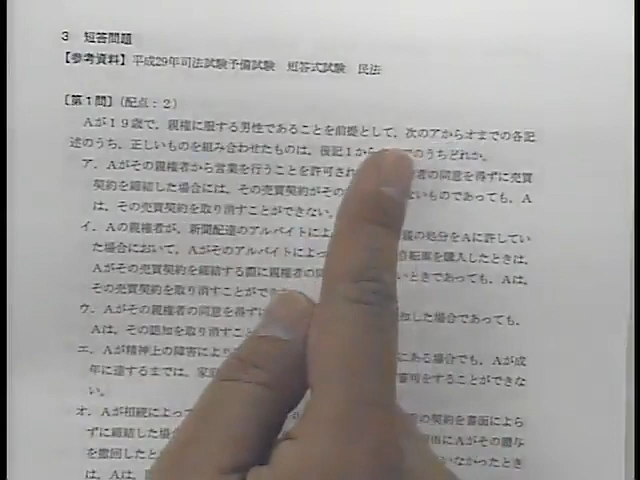 3 短答問題
【参考資料】平成29年司法試験予備試験 短答式試験 民法
〔第１問〕（配点：２）
Ａが１９歳で，親権に服する男性であることを前提として，次のアからオまでの各記
述のうち，正しいものを組み合わせたものは，後記１から のうちどれか。
ア．Ａがその親権者から営業を行うことを許可され 者の同意を得ずに売買
契約を締結した場合には，その売買契約がその ないものであっても，Ａ
は，その売買契約を取り消すことができない。
イ．Ａの親権者が，新聞配達のアルバイトによ の処分をＡに許してい
た場合において，Ａがそのアルバイトによっ 自転車を購入したときは，
Ａがその売買契約を締結する際に親権者の同 いときであっても，Ａは，
その売買契約を取り消すことがで
ウ．Ａがその親権者の同意を得ずに 知した場合であっても，
Ａは，その認知を取り消すこと
エ．Ａが精神上の障害により にある場合でも，Ａが成
年に達するまでは，家庭 審判をすることができな
い。
オ．Ａが相続によって の契約を書面によら
ずに締結した場合 にＡがその贈与
を撤回したと いなかったとき
は，Ａは，